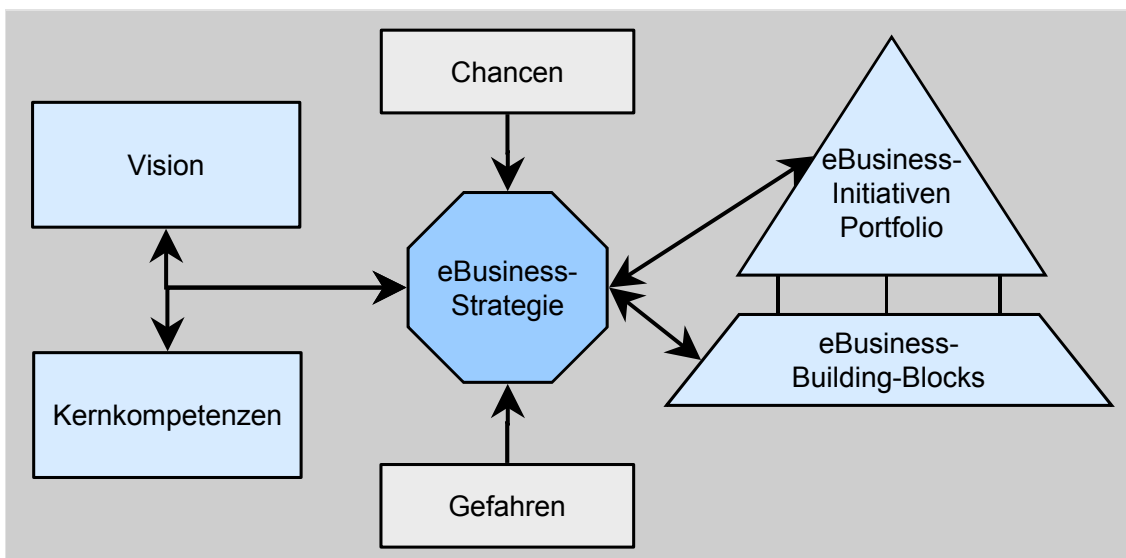 Chancen
Vision
eBusiness-
Initiativen
Portfolio
eBusiness-
Strategie
eBusiness-
Building-Blocks
Kernkompetenzen
Gefahren